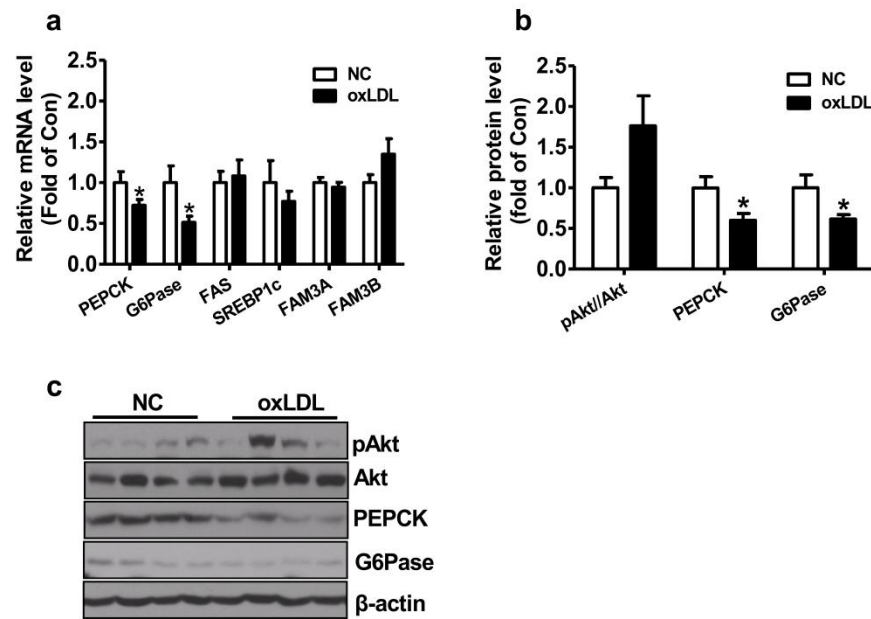 a
Relative mRNA level
(Fold of Con)
2.5
2.0
1.5
1.0
0.5
0.0
NC
oxLDL
*
*
PEPCK
G6Pase
FAS
SREBP1c
FAM3A
FAM3B
b
Relative protein level
(fold of Con)
2.5
2.0
1.5
1.0
0.5
0.0
NC
oxLDL
*
*
pAkt//Akt
PEPCK
G6Pase
c
NC oxLDL
pAkt
Akt
PEPCK
G6Pase
β-actin